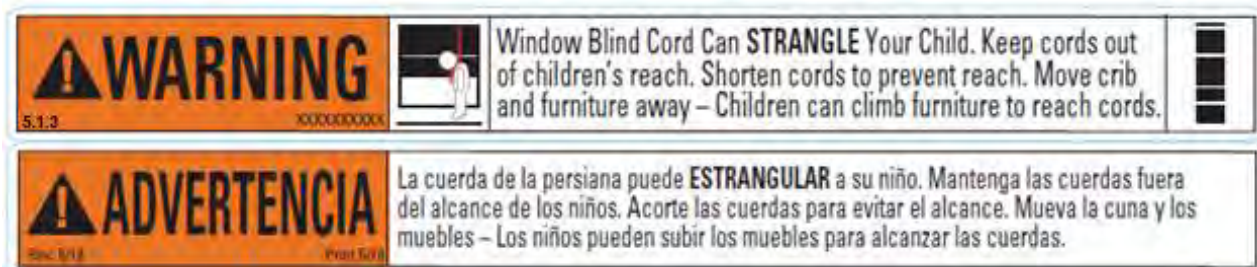 WARNING
5.1.3
XXXXXXXXXX
Window Blind Cord Can STRANGLE Your Child. Keep cords out
of children's reach. Shorten cords to prevent reach. Move crib
and furniture away – Children can climb furniture to reach cords.
ADVERTENCIA
La cuerda de la persiana puede ESTRANGULAR a su niño. Mantenga las cuerdas fuera
del alcance de los niños. Acorte las cuerdas para evitar el alcance. Mueva la cuna y los
muebles – Los niños pueden subir los muebles para alcanzar las cuerdas.